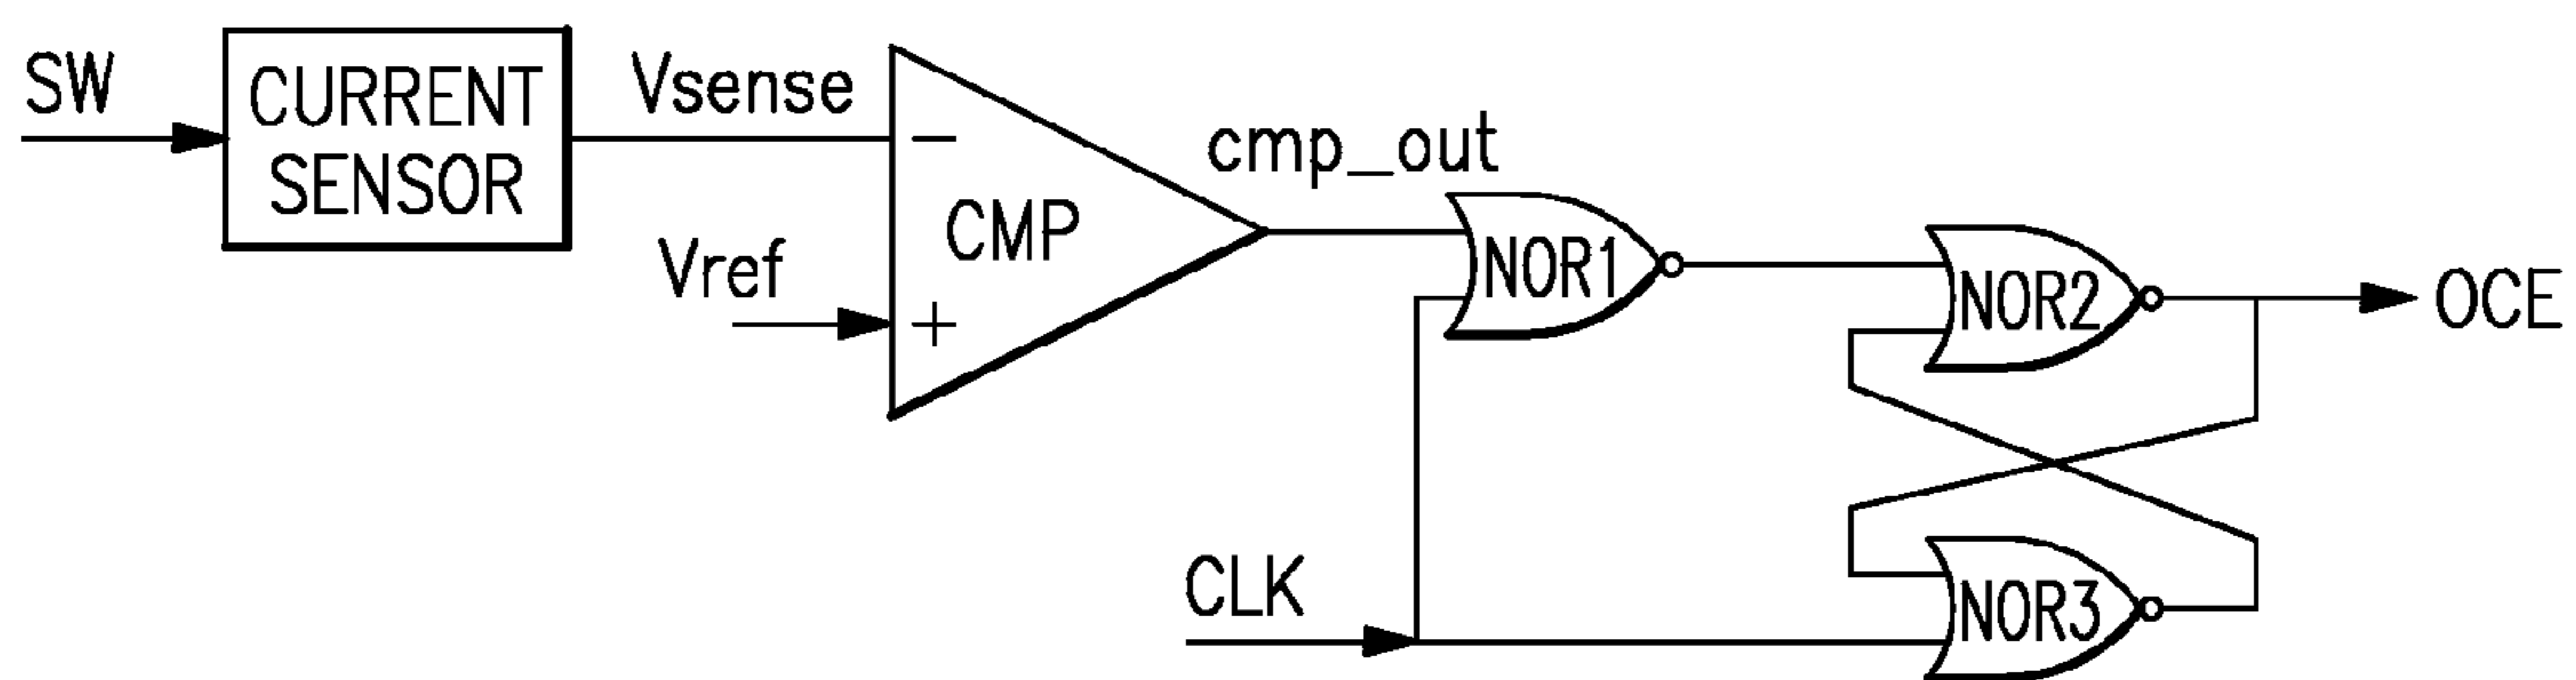 SW
CURRENT
SENSOR
Vsense
−
CMP
Vref
+
cmp_out
NOR1
NOR2
OCE
CLK
NOR3